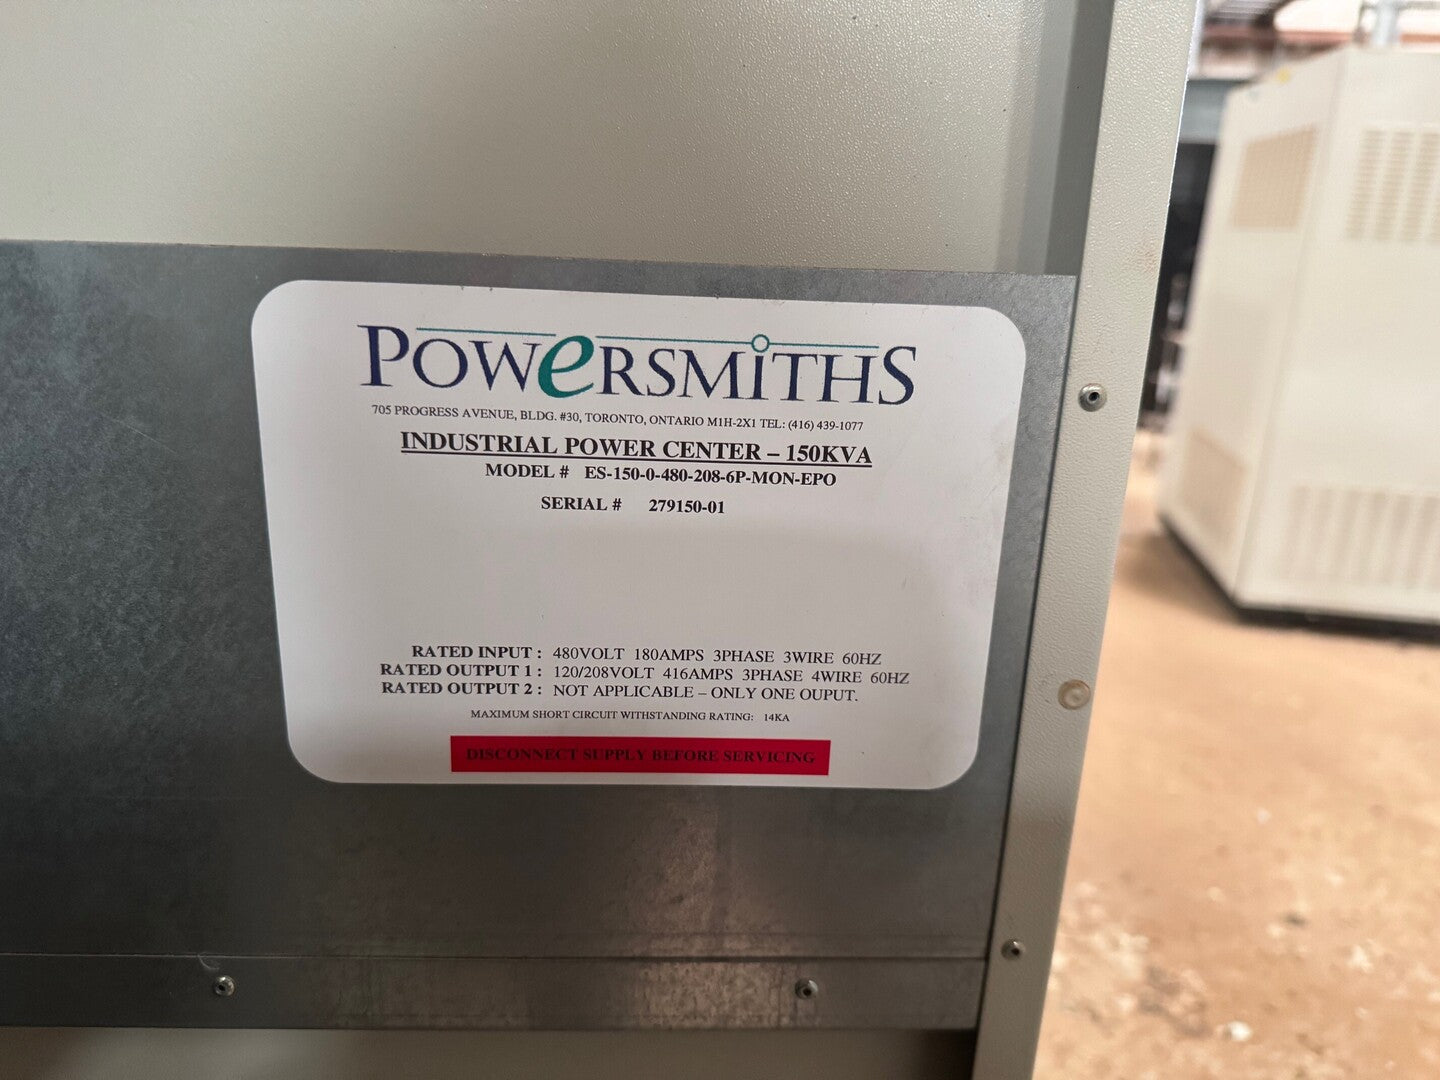 POWeRSMiTHS
705 PROGRESS AVENUE, BLDG. #30, TORONTO, ONTARIO M1H-2X1 TEL: (416) 439-1077
INDUSTRIAL POWER CENTER – 150KVA
MODEL # ES-150-0-480-208-6P-MON-EPO
SERIAL # 279150-01
RATED INPUT : 480VOLT 180AMPS 3PHASE 3WIRE 60HZ
RATED OUTPUT 1 : 120/208VOLT 416AMPS 3PHASE 4WIRE 60HZ
RATED OUTPUT 2 : NOT APPLICABLE – ONLY ONE OUPUT.
MAXIMUM SHORT CIRCUIT WITHSTANDING RATING: 14KA
DISCONNECT SUPPLY BEFORE SERVICING